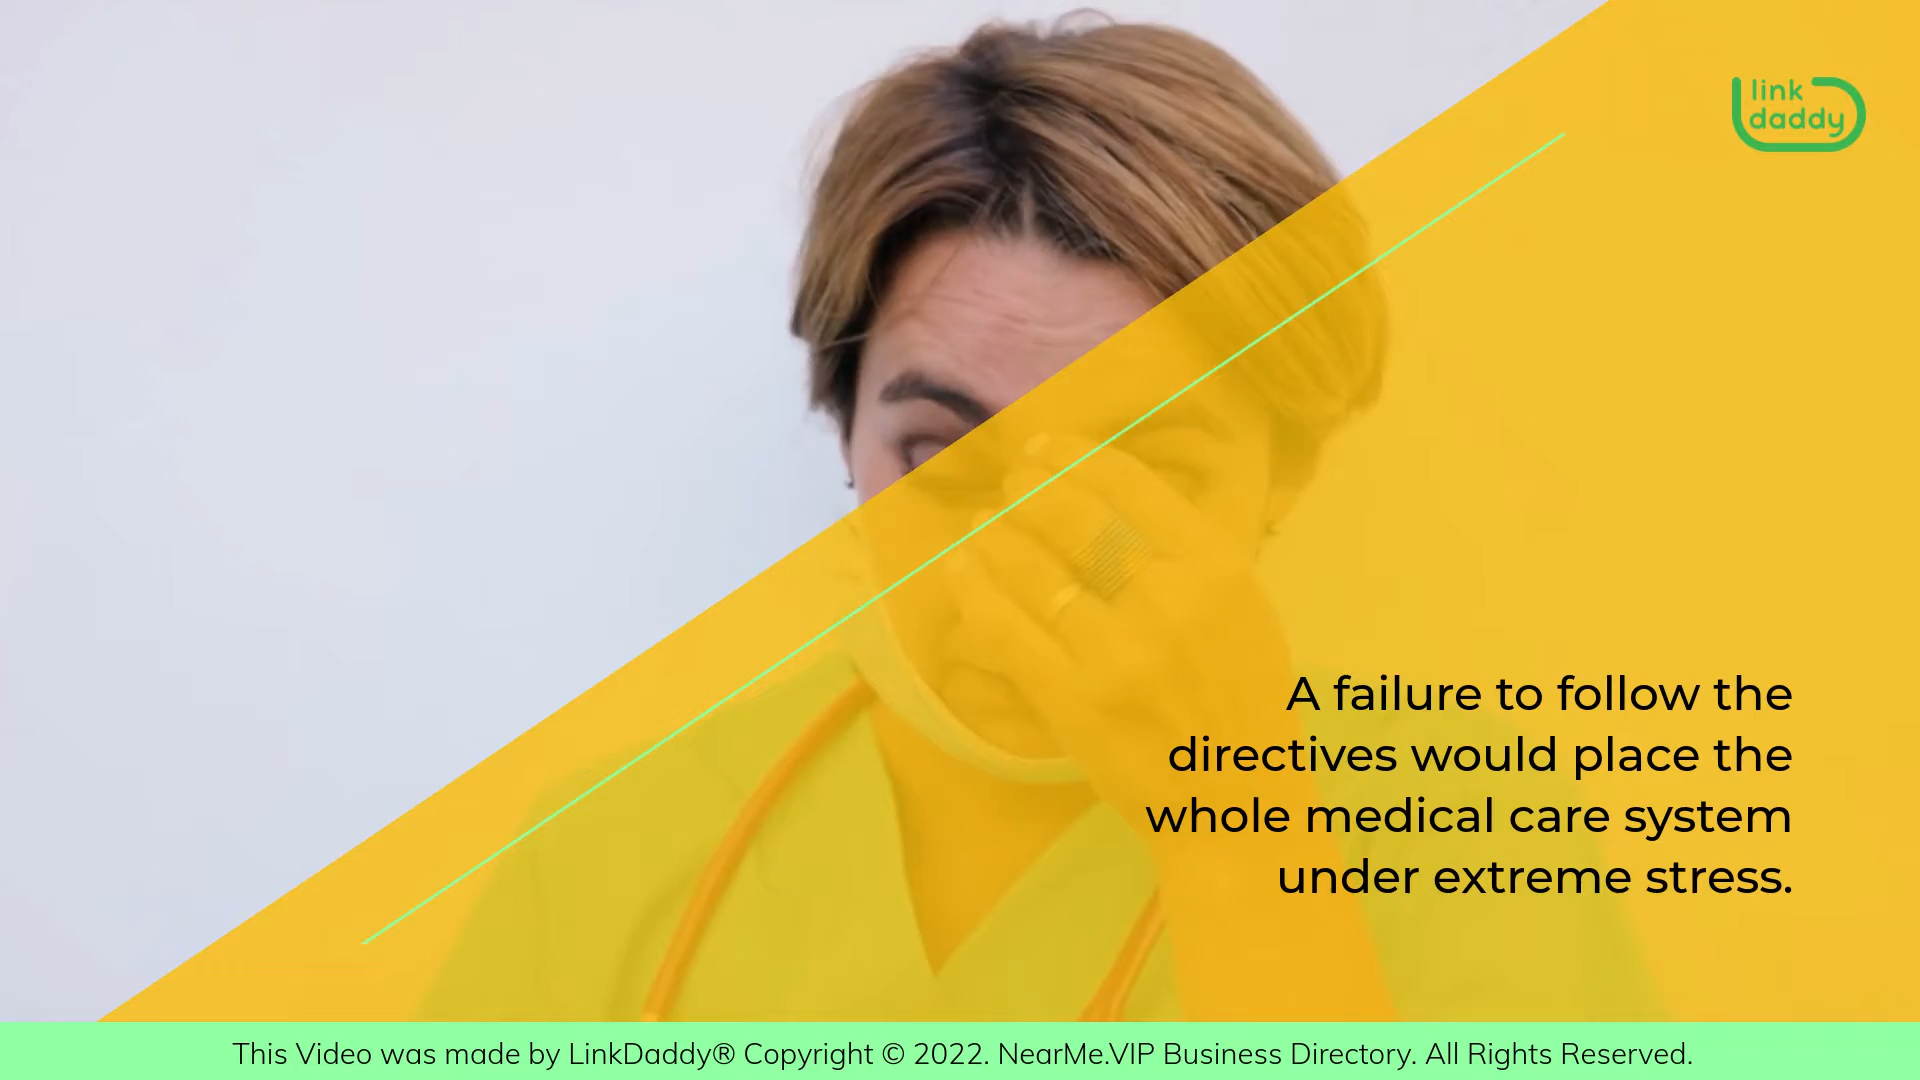 link
daddy
A failure to follow the
directives would place the
whole medical care system
under extreme stress.
This Video was made by LinkDaddy® Copyright © 2022. NearMe.VIP Business Directory. All Rights Reserved.